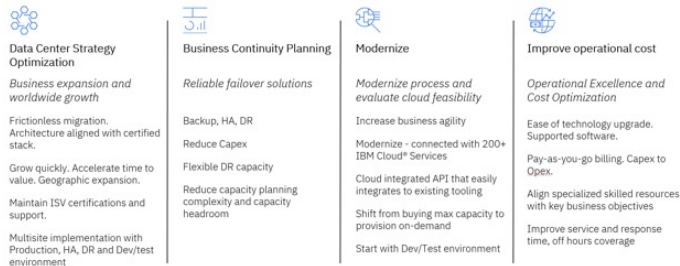 Data Center Strategy
Optimization
Business expansion and
worldwide growth
Frictionless migration.
Architecture aligned with certified
stack.
Grow quickly. Accelerate time to
value. Geographic expansion.
Maintain ISV certifications and
support.
Multisite implementation with
Production, HA, DR and Dev/test
environment
Business Continuity Planning
Reliable failover solutions
Backup, HA, DR
Reduce Capex
Flexible DR capacity
Reduce capacity planning
complexity and capacity
headroom
Modernize
Modernize process and
evaluate cloud feasibility
Increase business agility
Modernize - connected with 200+
IBM Cloud® Services
Cloud integrated API that easily
integrates to existing tooling
Shift from buying max capacity to
provision on-demand
Start with Dev/Test environment
Improve operational cost
Operational Excellence and
Cost Optimization
Ease of technology upgrade.
Supported software.
Pay-as-you-go billing. Capex to
Opex.
Align specialized skilled resources
with key business objectives
Improve service and response
time, off hours coverage